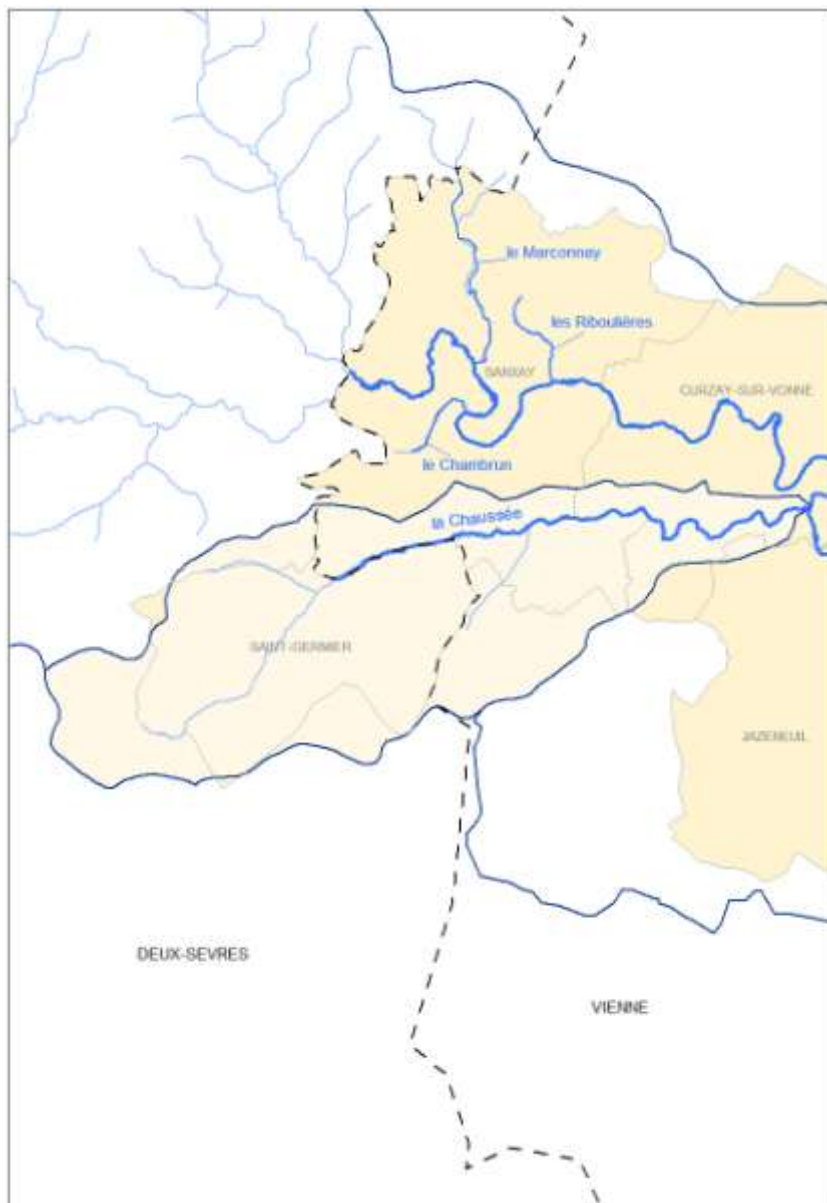 le Marconnay
les Riboulières
SANXAY
CURZAY-SUR-VONNE
le Chambrun
la Chaussée
SAINT-GERMIER
JAZENEUIL
DEUX-SEVRES
VIENNE